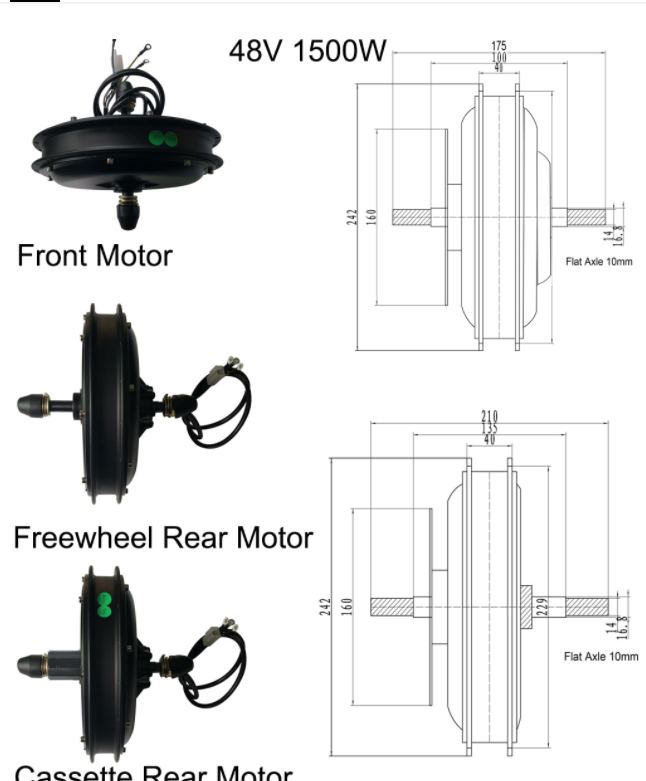 48V 1500W
175
100
40
242
160
14
16.8
Flat Axle 10mm
Front Motor
210
135
40
242
160
229
14
16.8
Flat Axle 10mm
Freewheel Rear Motor
Cassette Rear Motor